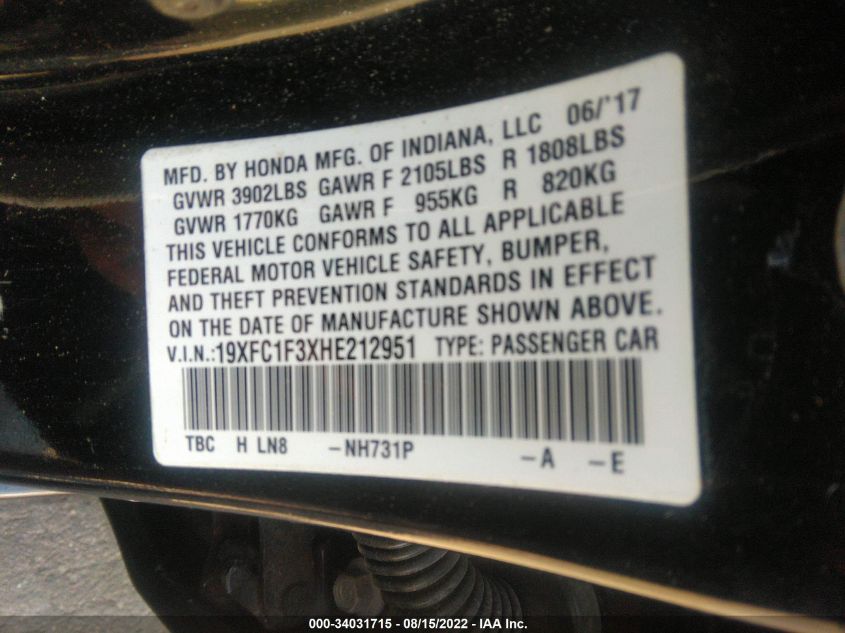 MFD. BY HONDA MFG. OF INDIANA, LLC 06/'17
GVWR 3902LBS GAWR F 2105LBS R 1808LBS
GVWR 1770KG GAWR F 955KG R 820KG
THIS VEHICLE CONFORMS TO ALL APPLICABLE
FEDERAL MOTOR VEHICLE SAFETY, BUMPER,
AND THEFT PREVENTION STANDARDS IN EFFECT
ON THE DATE OF MANUFACTURE SHOWN ABOVE.
V.I.N.:19XFC1F3XHE212951 TYPE: PASSENGER CAR
TBC H LN8 -NH731P -A -E
000-34031715 - 08/15/2022 - IAA Inc.